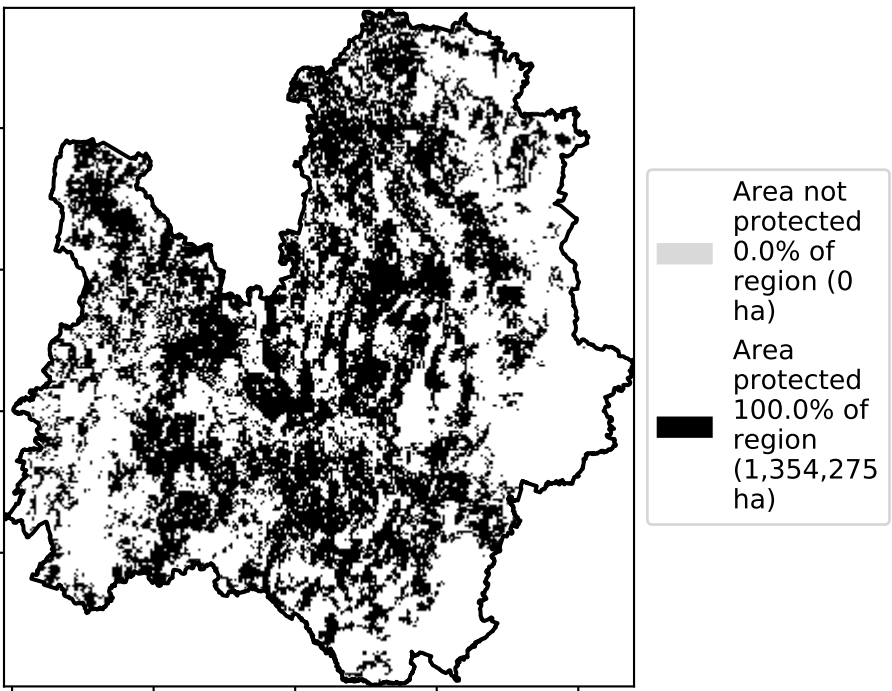 Area not
protected
0.0% of
region (0
ha)
Area
protected
100.0% of
region
(1,354,275
ha)